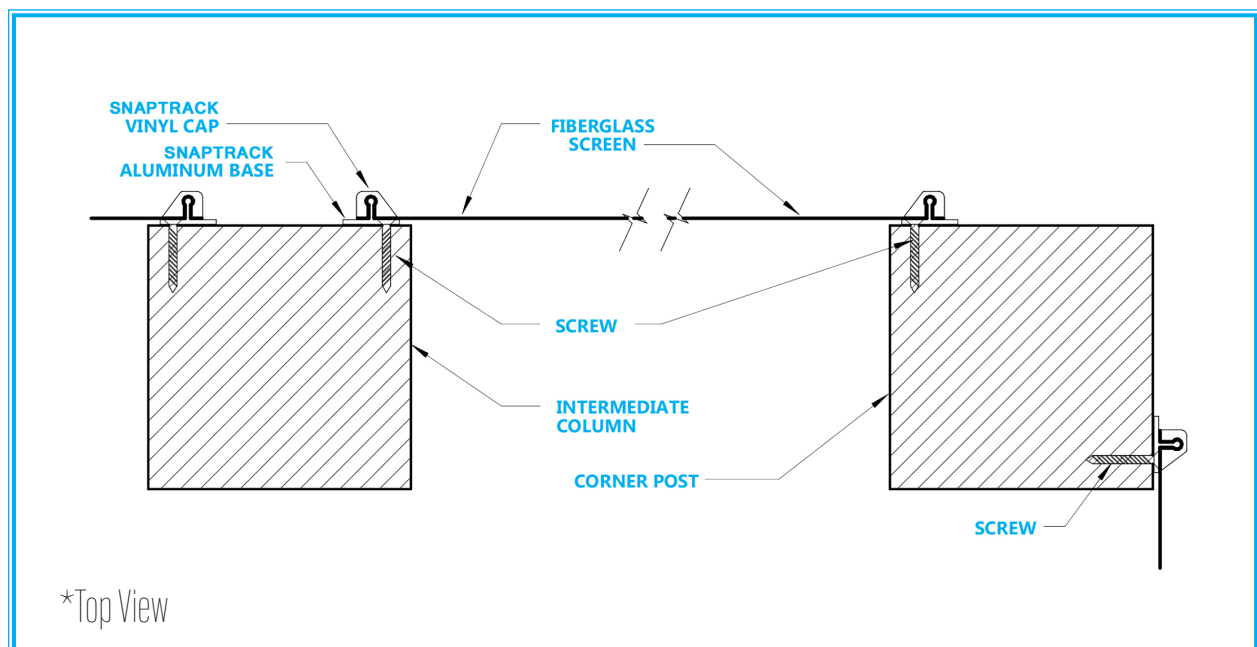 SNAPTRACK
VINYL CAP
SNAPTRACK
ALUMINUM BASE
FIBERGLASS
SCREEN
SCREW
INTERMEDIATE
COLUMN
CORNER POST
SCREW
*Top View